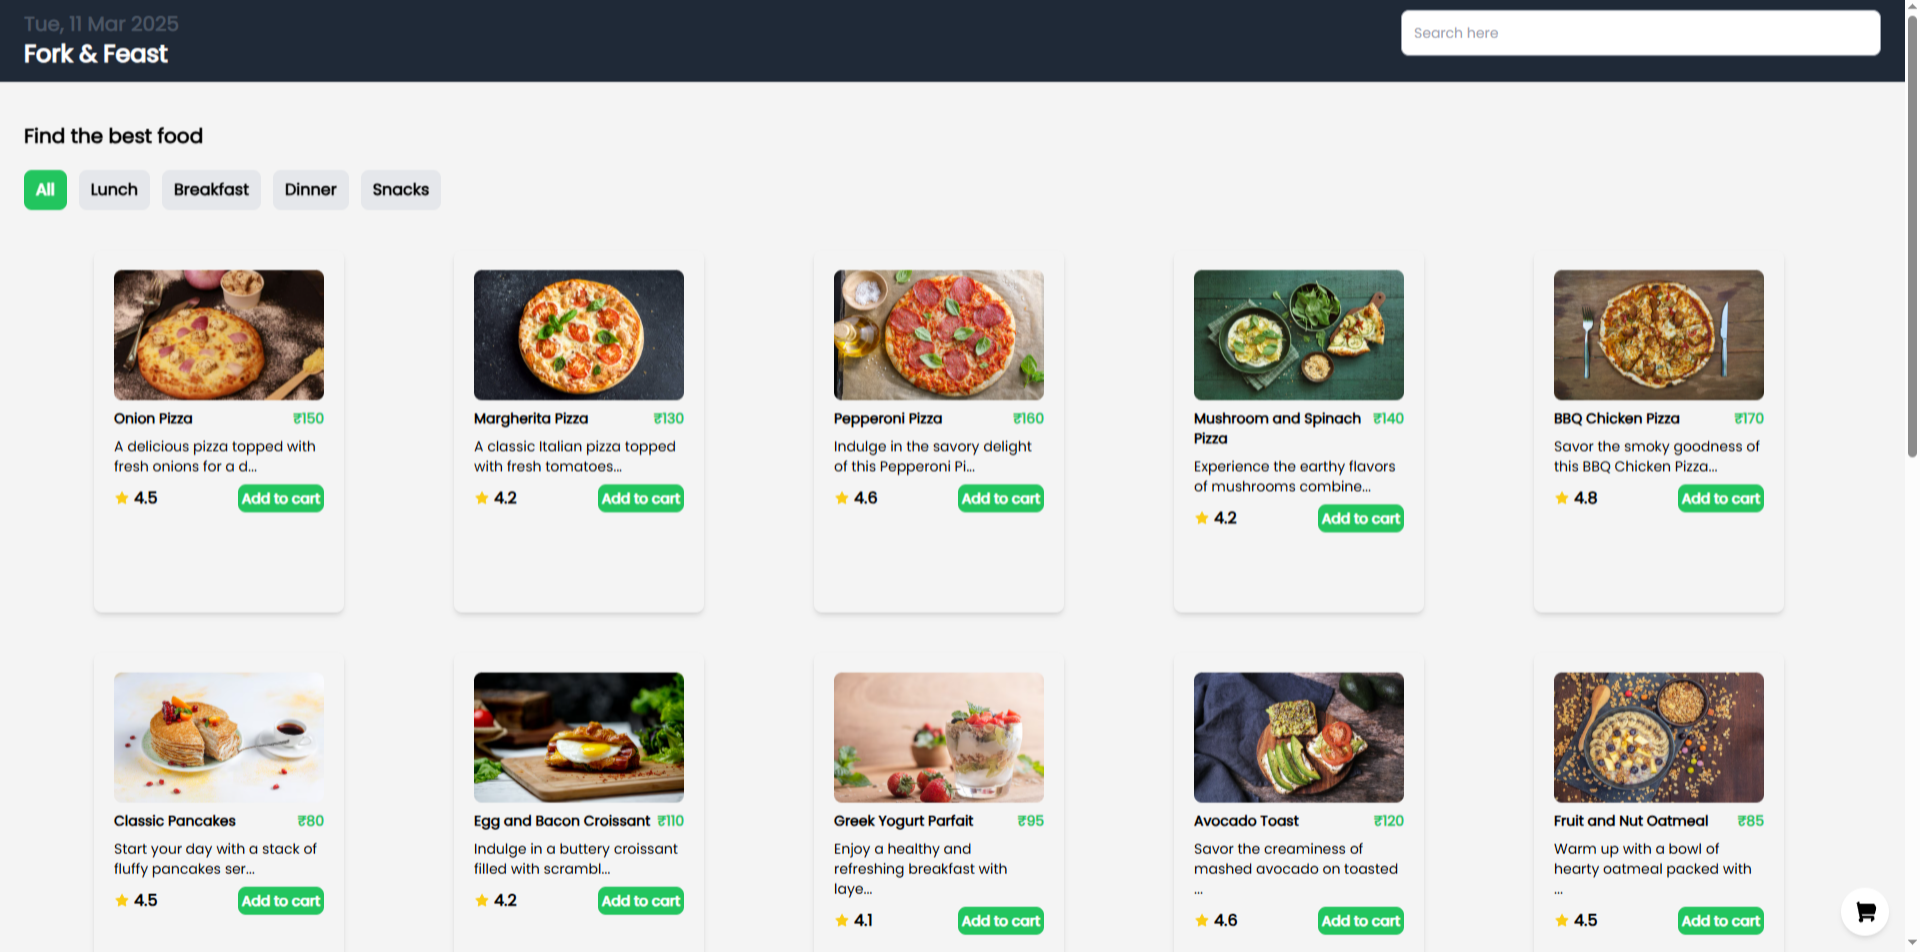 Tue, 11 Mar 2025
Fork & Feast
Search here
Find the best food
All
Lunch
Breakfast
Dinner
Snacks
Onion Pizza
₹150
A delicious pizza topped with
fresh onions for a d...
4.5
Add to cart
Margherita Pizza
₹130
A classic Italian pizza topped
with fresh tomatoes...
4.2
Add to cart
Pepperoni Pizza
₹160
Indulge in the savory delight
of this Pepperoni Pi...
4.6
Add to cart
Mushroom and Spinach
Pizza
₹140
Experience the earthy flavors
of mushrooms combine...
4.2
Add to cart
BBQ Chicken Pizza
₹170
Savor the smoky goodness of
this BBQ Chicken Pizza...
4.8
Add to cart
Classic Pancakes
₹80
Start your day with a stack of
fluffy pancakes ser...
4.5
Add to cart
Egg and Bacon Croissant
₹110
Indulge in a buttery croissant
filled with scrambl...
4.2
Add to cart
Greek Yogurt Parfait
₹95
Enjoy a healthy and
refreshing breakfast with
laye...
4.1
Add to cart
Avocado Toast
₹120
Savor the creaminess of
mashed avocado on toasted
...
4.6
Add to cart
Fruit and Nut Oatmeal
₹85
Warm up with a bowl of
hearty oatmeal packed with
...
4.5
Add to cart